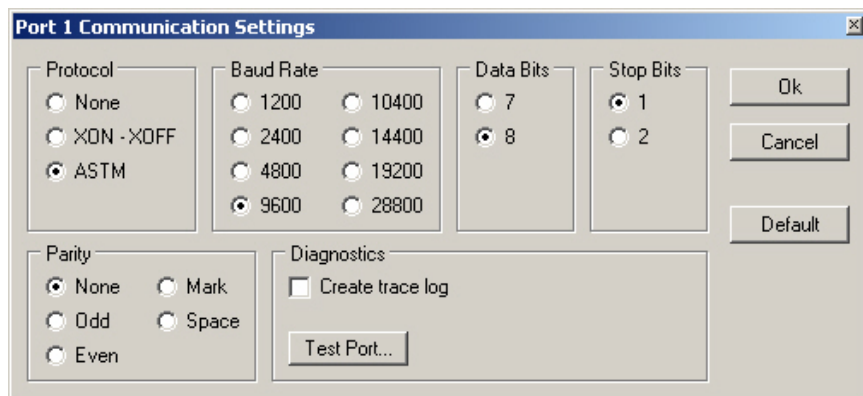 Port 1 Communication Settings
Protocol
None
XON - XOFF
ASTM
Baud Rate
1200
2400
4800
9600
10400
14400
19200
28800
Data Bits
7
8
Stop Bits
1
2
Ok
Cancel
Default
Parity
None
Odd
Even
Mark
Space
Diagnostics
Create trace log
Test Port...